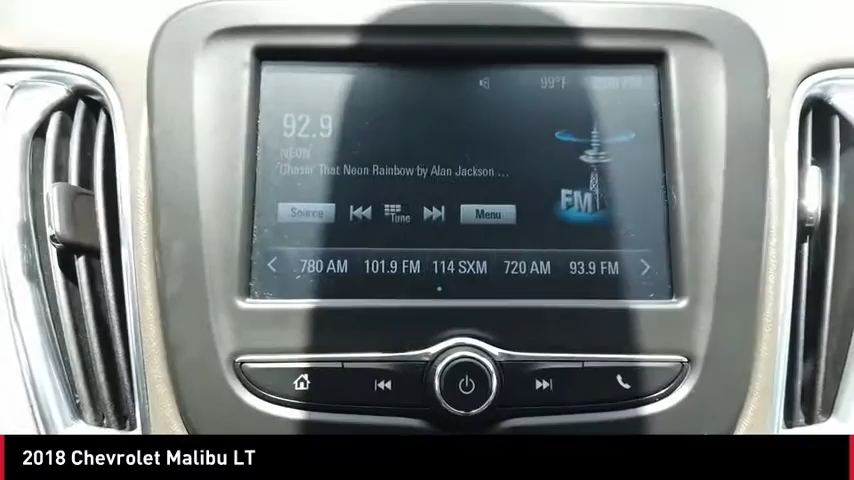 99°F
92.9
NEON
Chasin' That Neon Rainbow by Alan Jackson ...
FM
Source Tune Menu
780 AM 101.9 FM 114 SXM 720 AM 93.9 FM
2018 Chevrolet Malibu LT